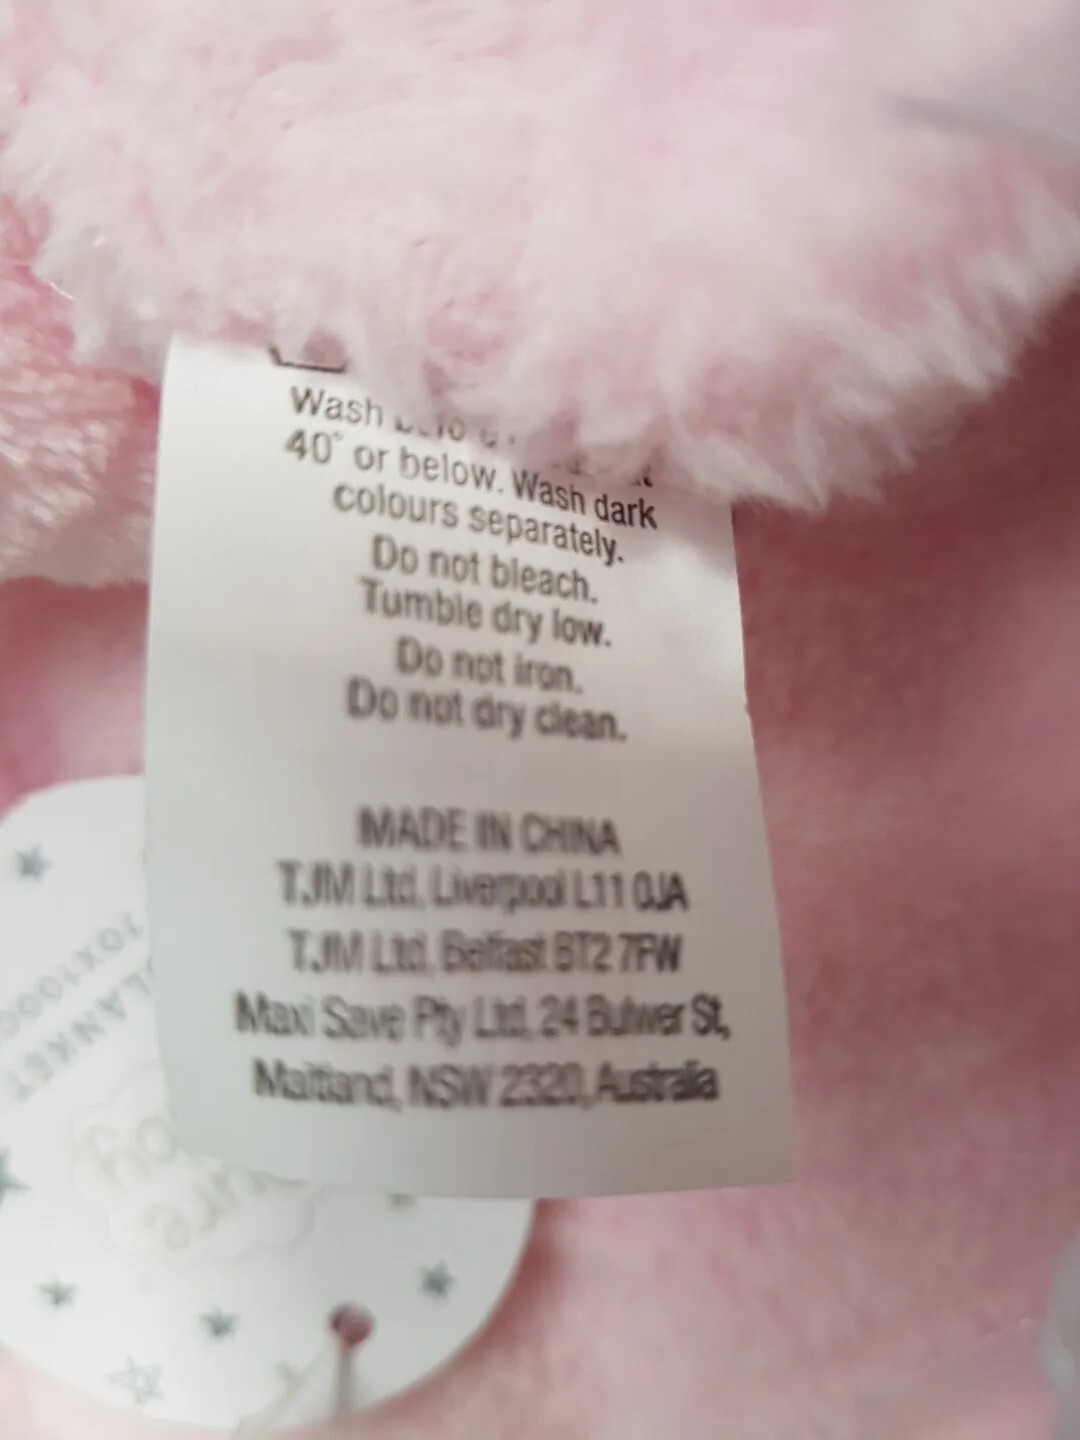 Wash
40° or below. Wash dark
colours separately.
Do not bleach.
Tumble dry low.
Do not iron.
Do not dry clean.
MADE IN CHINA
TJM Ltd, Liverpool L11 0JA
TJM Ltd, Belfast BT2 7FW
Maxi Save Pty Ltd, 24 Bulwer St,
Maitland, NSW 2320, Australia